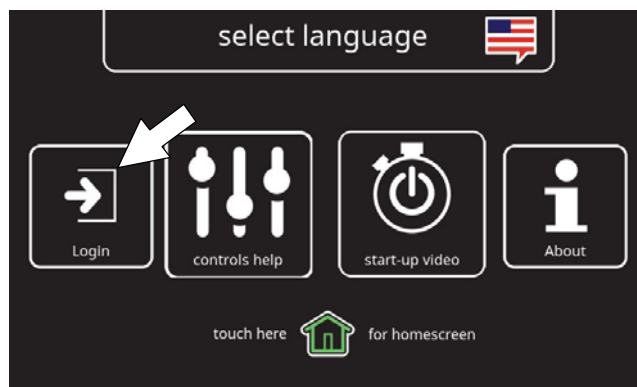 select language
Login
controls help
start-up video
About
touch here for homescreen